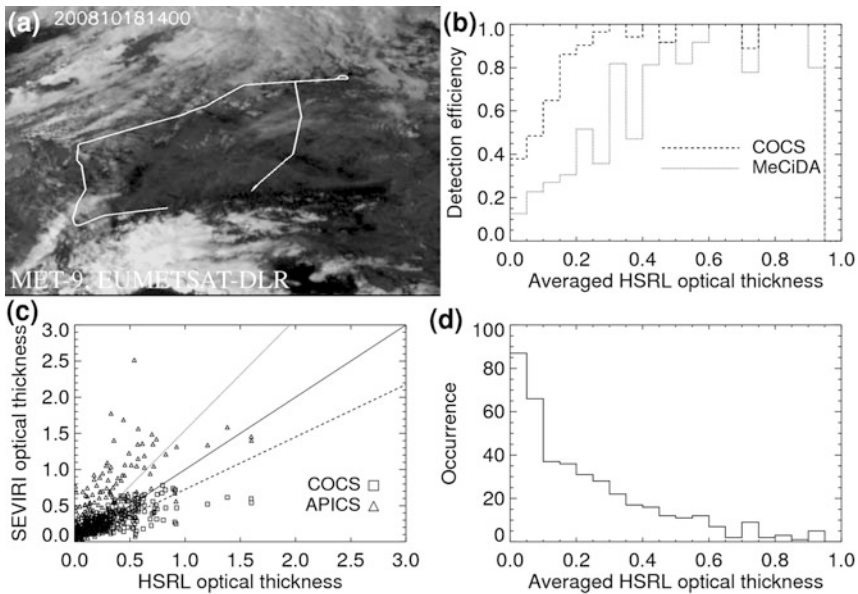 (a)
200810181400
MET-9, EUMETSAT-DLR
(b)
Detection efficiency
1.0
0.8
0.6
0.4
0.2
0.0
COCS
MeCiDA
0.0 0.2 0.4 0.6 0.8 1.0
Averaged HSRL optical thickness
(c)
SEVIRI optical thickness
3.0
2.5
2.0
1.5
1.0
0.5
0.0
COCS
APICS
0.0 0.5 1.0 1.5 2.0 2.5 3.0
HSRL optical thickness
(d)
Occurrence
100
80
60
40
20
0
0.0 0.2 0.4 0.6 0.8 1.0
Averaged HSRL optical thickness